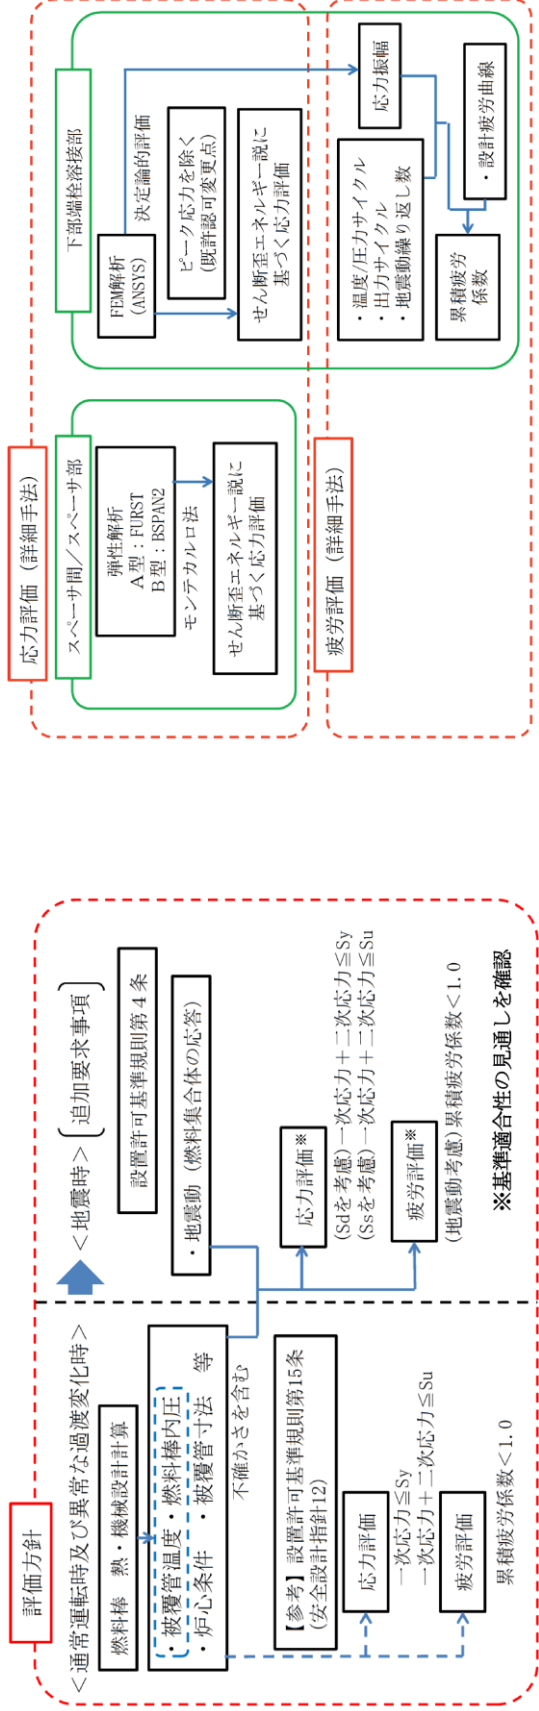 評価方針
＜通常運転時及び異常な過渡変化時＞
燃料棒　熱・機械設計計算
・被覆管温度・燃料棒内圧
・炉心条件　・被覆管寸法　等
不確かさを含む
【参考】設置許可基準規則第15条
(安全設計指針12)
応力評価
一次応力≦Sy
一次応力＋二次応力≦Su
疲労評価
累積疲労係数＜1.0
＜地震時＞
追加要求事項
設置許可基準規則第４条
・地震動（燃料集合体の応答）
応力評価※
(Sdを考慮)一次応力＋二次応力≦Sy
(Ssを考慮)一次応力＋二次応力≦Su
疲労評価※
(地震動考慮)累積疲労係数＜1.0
※基準適合性の見通しを確認
応力評価（詳細手法）
スペーサ間／スペーサ部
弾性解析
Ａ型：FURST
Ｂ型：BSPAN2
モンテカルロ法
せん断歪エネルギー説に
基づく応力評価
下部端栓溶接部
FEM解析
(ANSYS)
決定論的評価
ピーク応力を除く
(既許認可変更点)
せん断歪エネルギー説に
基づく応力評価
疲労評価（詳細手法）
応力振幅
・温度/圧力サイクル
・出力サイクル
・地震動繰り返し数
・設計疲労曲線
累積疲労
係数